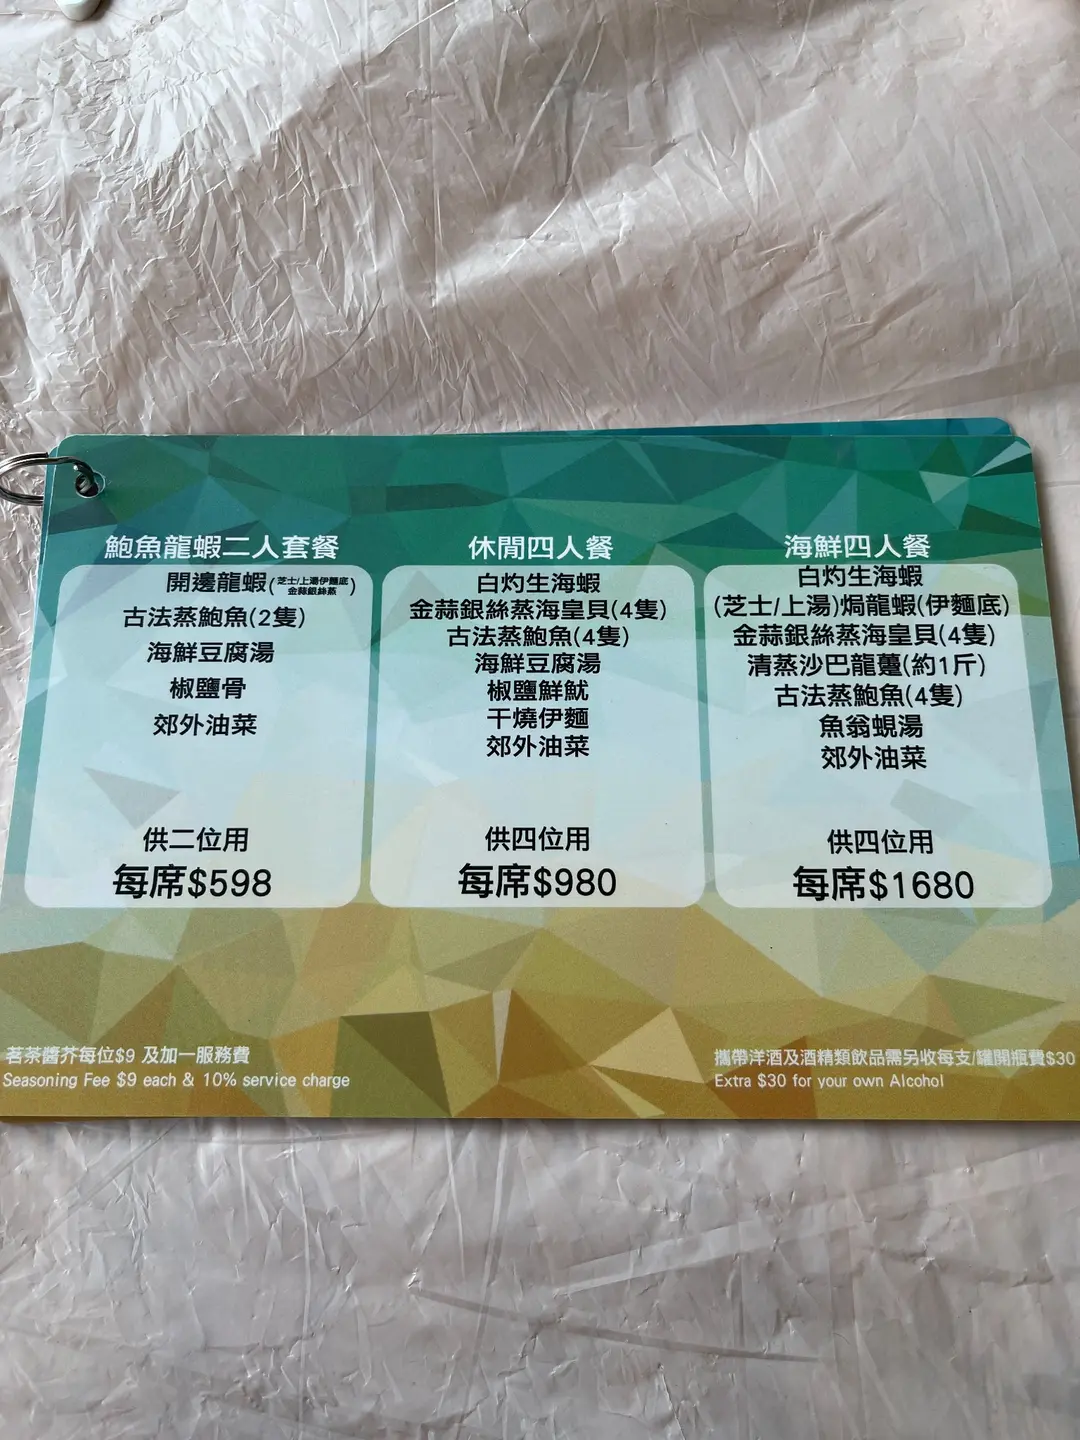 鮑魚龍蝦二人套餐
開邊龍蝦(芝士/上湯伊麵底
金蒜銀絲蒸)
古法蒸鮑魚(2隻)
海鮮豆腐湯
椒鹽骨
郊外油菜
供二位用
每席$598
休閒四人餐
白灼生海蝦
金蒜銀絲蒸海皇貝(4隻)
古法蒸鮑魚(4隻)
海鮮豆腐湯
椒鹽鮮魷
干燒伊麵
郊外油菜
供四位用
每席$980
海鮮四人餐
白灼生海蝦
(芝士/上湯)焗龍蝦(伊麵底)
金蒜銀絲蒸海皇貝(4隻)
清蒸沙巴龍躉(約1斤)
古法蒸鮑魚(4隻)
魚翁蜆湯
郊外油菜
供四位用
每席$1680
茗茶醬芥每位$9 及加一服務費
Seasoning Fee $9 each & 10% service charge
攜帶洋酒及酒精類飲品需另收每支/罐開瓶費$30
Extra $30 for your own Alcohol